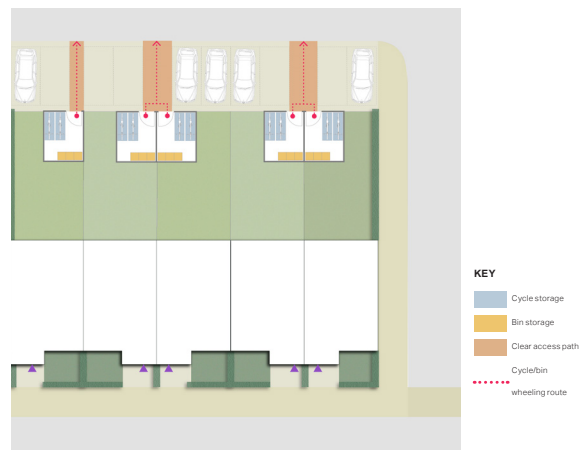 KEY
Cycle storage
Bin storage
Clear access path
Cycle/bin
wheeling route